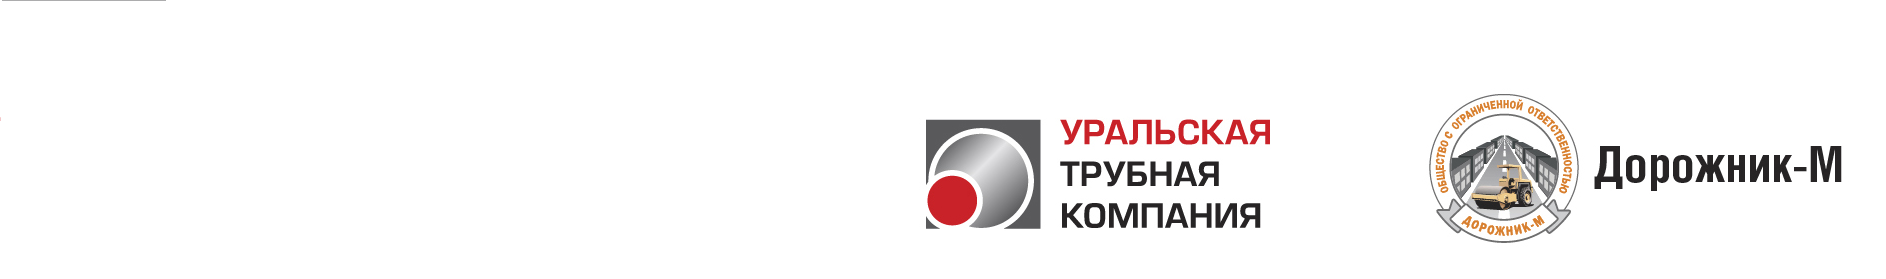 УРАЛЬСКАЯ
ТРУБНАЯ
КОМПАНИЯ
ОБЩЕСТВО С ОГРАНИЧЕННОЙ ОТВЕТСТВЕННОСТЬЮ
ДОРОЖНИК-М
Дорожник-М